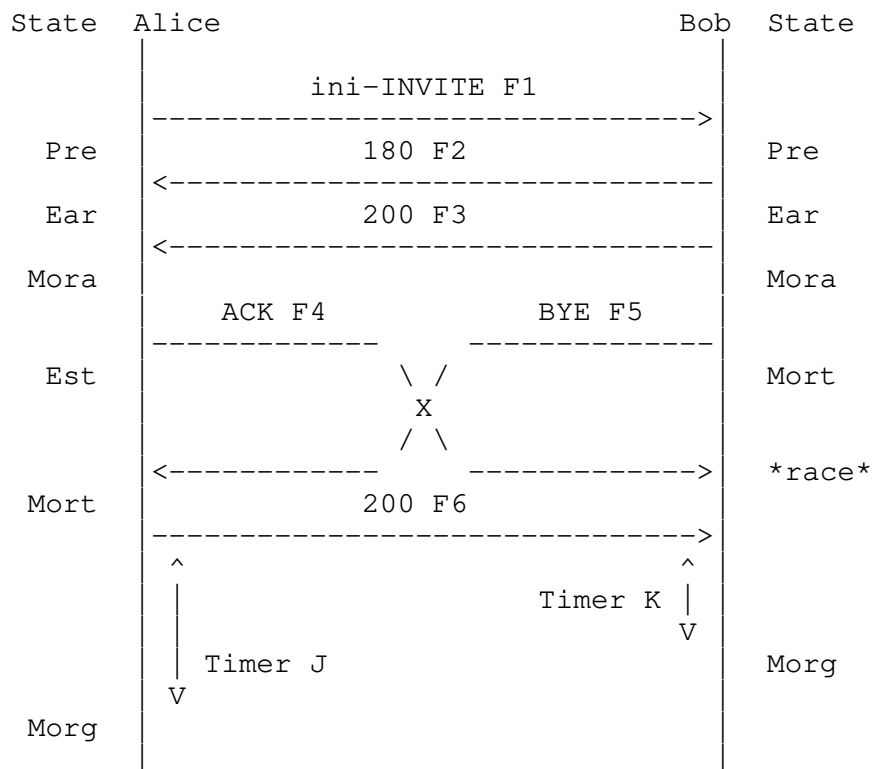 State Alice Bob State
ini-INVITE F1
Pre 180 F2 Pre
Ear 200 F3 Ear
Mora Mora
ACK F4 BYE F5
Est Mort
X
*race*
Mort 200 F6
Timer K
Timer J Morg
Morg